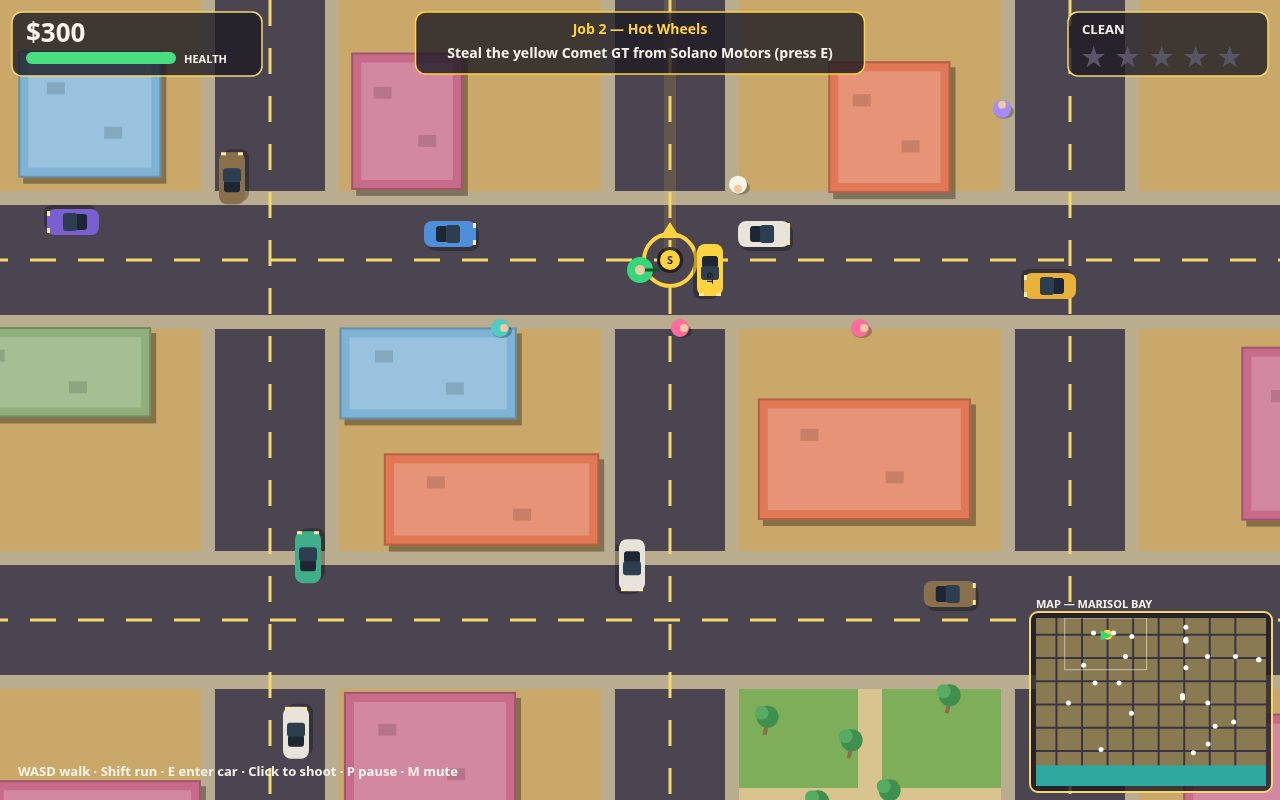 $300
HEALTH
Job 2 — Hot Wheels
Steal the yellow Comet GT from Solano Motors (press E)
CLEAN
S
MAP — MARISOL BAY
WASD walk · Shift run · E enter car · Click to shoot · P pause · M mute